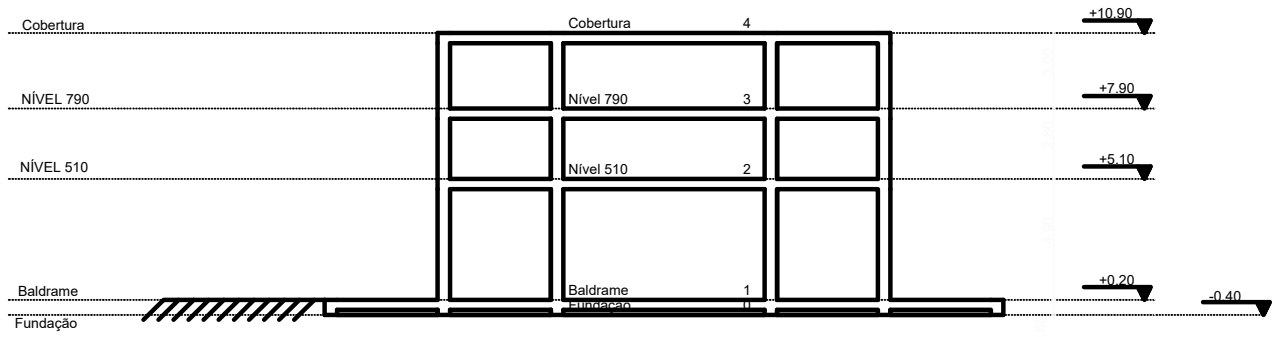 Cobertura Cobertura 4 +10.90
NÍVEL 790 Nível 790 3 +7.90
NÍVEL 510 Nível 510 2 +5.10
Baldrame Baldrame 1 +0.20
Fundação Fundação 0 -0.40